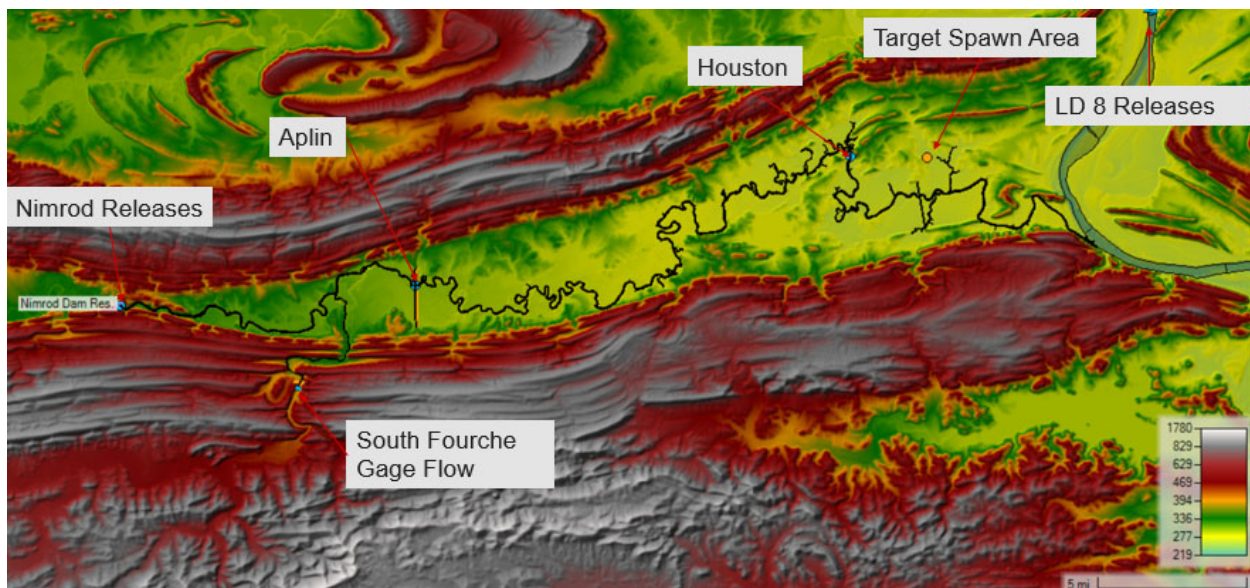 Target Spawn Area
Houston
LD 8 Releases
Aplin
Nimrod Releases
Nimrod Dam Res.
South Fourche
Gage Flow
1780
829
629
469
394
336
277
219
5 mi